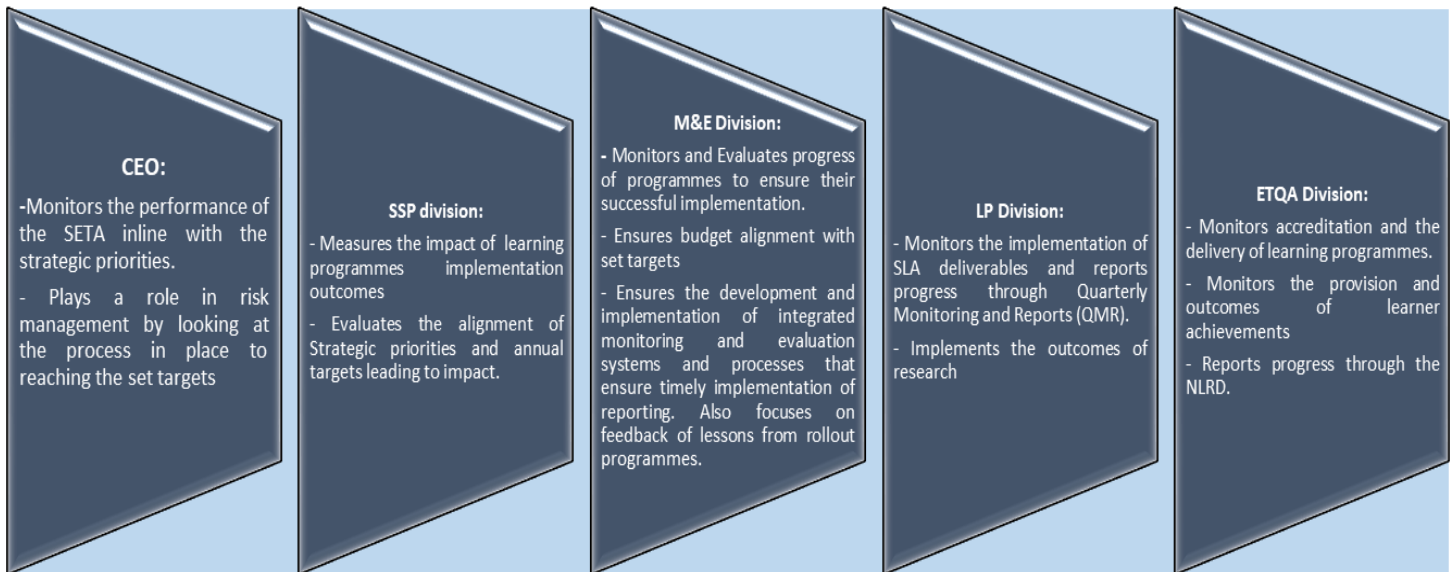 CEO:
-Monitors the performance of
the SETA inline with the
strategic priorities.
- Plays a role in risk
management by looking at
the process in place to
reaching the set targets
SSP division:
- Measures the impact of learning
programmes implementation
outcomes
- Evaluates the alignment of
Strategic priorities and annual
targets leading to impact.
M&E Division:
- Monitors and Evaluates progress
of programmes to ensure their
successful implementation.
- Ensures budget alignment with
set targets
- Ensures the development and
implementation of integrated
monitoring and evaluation
systems and processes that
ensure timely implementation of
reporting. Also focuses on
feedback of lessons from rollout
programmes.
LP Division:
- Monitors the implementation of
SLA deliverables and reports
progress through Quarterly
Monitoring and Reports (QMR).
- Implements the outcomes of
research
ETQA Division:
- Monitors accreditation and the
delivery of learning programmes.
- Monitors the provision and
outcomes of learner
achievements
- Reports progress through the
NLRD.